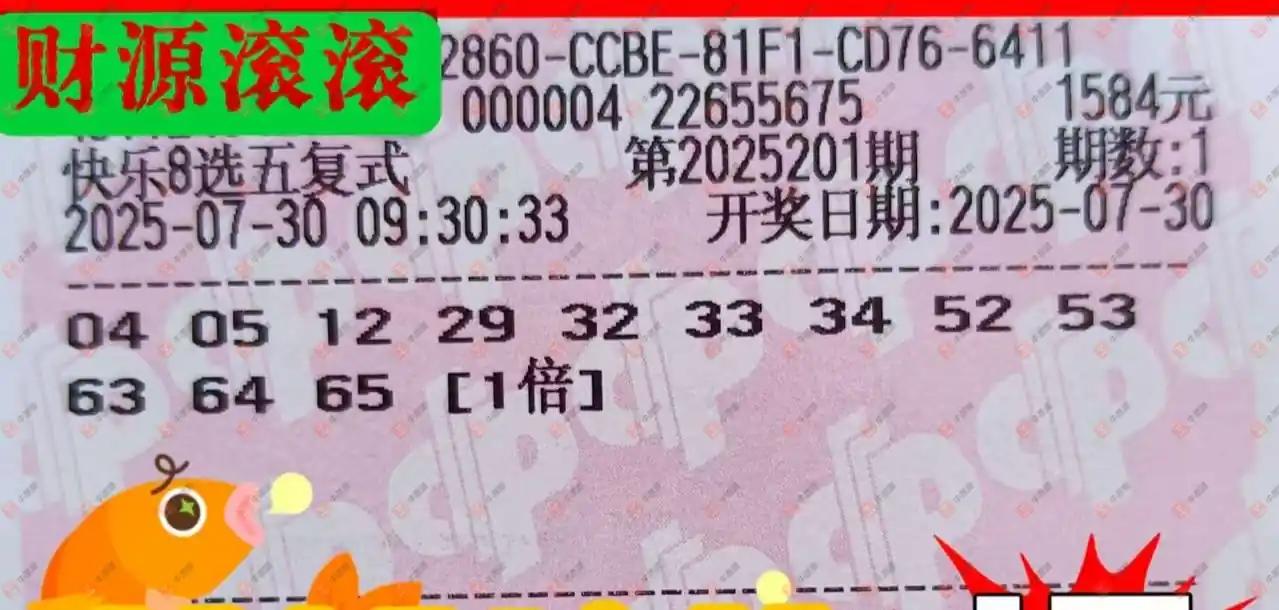 财源滚滚
2860-CCBE-81F1-CD76-6411
000004 22655675 1584元
快乐8选五复式 第2025201期 期数:1
2025-07-30 09:30:33 开奖日期:2025-07-30
04 05 12 29 32 33 34 52 53
63 64 65 [1倍]